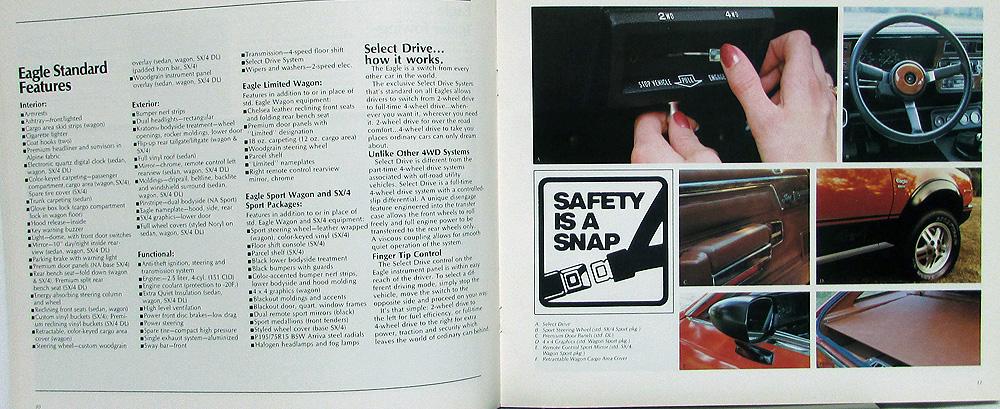 Eagle Standard
Features
Interior:
Armrests
Ashtray—front/lighted
Cargo area skid strips (wagon)
Cigarette lighter
Coat hooks (two)
Premium headliner and sunvisors in
Alpine fabric
Electronic quartz digital clock (sedan,
wagon, SX/4 DL)
Color-keyed carpeting—passenger
compartment, cargo area (wagon, SX/4)
Spare tire cover (SX/4)
Trunk carpeting (sedan)
Glove box lock (cargo compartment
lock in wagon floor)
Hood release—inside
Key warning buzzer
Light—dome, with front door switches
Mirror—10" day/night inside rear-
view (sedan, wagon, SX/4 DL)
Parking brake with warning light
Premium door panels (NA base SX/4)
Rear bench seat—fold down (wagon
& SX/4). Premium split rear
bench seat (SX/4 DL)
Energy absorbing steering column
and wheel
Reclining front seats (sedan, wagon)
Custom vinyl buckets (SX/4); Premi-
um reclining vinyl buckets (SX/4 DL)
Retractable, color-keyed cargo area
cover (wagon)
Steering wheel—custom woodgrain
overlay (sedan, wagon, SX/4 DL)
(padded horn bar, SX/4)
Woodgrain instrument panel
overlay (sedan, wagon, SX/4 DL)
Exterior:
Bumper nerf strips
Dual headlights—rectangular
Kratonw bodyside treatment—wheel
openings, rocker moldings, lower door
Flip-up rear tailgate/liftgate (wagon &
SX/4)
Full vinyl roof (sedan)
Mirror—chrome, remote control left
rearview (sedan, wagon, SX/4 DL)
Moldings—driprail, beltline, backlite
and windshield surround (sedan,
wagon, SX/4 DL)
Pinstripe—dual bodyside (NA Sport)
Eagle nameplate—hood, side, rear
SX/4 graphics—lower door
Full wheel covers (styled Noryl on
sedan, wagon, SX/4 DL)
Functional:
Anti-theft ignition, steering and
transmission system
Engine—2.5 liter, 4-cyl. (151 CID)
Engine coolant (protection to -20F.)
Extra Quiet Insulation (sedan,
wagon, SX/4 DL)
High level ventilation
Power front disc brakes—low drag
Power steering
Spare tire—compact high pressure
Single exhaust system—aluminized
Sway bar—front
Transmission—4-speed floor shift
Select Drive System
Wipers and washers—2-speed elec.
Eagle Limited Wagon:
Features in addition to or in place of
std. Eagle Wagon equipment:
Chelsea leather reclining front seats
and folding rear bench seat
Premium door panels with
"Limited" designation
18 oz. carpeting (12 oz. cargo area)
Woodgrain steering wheel
Parcel shelf
"Limited" nameplates
Right remote control rearview
mirror, chrome
Eagle Sport Wagon and SX/4
Sport Packages:
Features in addition to or in place of
std. Eagle Wagon and SX/4 equipment:
Sport steering wheel—leather wrapped
(wagon), color-keyed vinyl (SX/4)
Floor shift console (SX/4)
Parcel shelf (SX/4)
Black lower bodyside treatment
Black bumpers with guards
Color-accented bumper nerf strips,
lower bodyside and hood molding
4 x 4 graphics (wagon)
Blackout moldings and accents
Blackout door, quarter, window frames
Dual remote sport mirrors (black)
Sport medallions (front fenders)
Styled wheel cover (base SX/4)
P195/75R15 BSW Arriva steel radials
Halogen headlamps and fog lamps
Select Drive…
how it works.
The Eagle is a switch from every
other car in the world.
The exclusive Select Drive System
that's standard on all Eagles allows
drivers to switch from 2-wheel drive
to full-time 4-wheel drive...when-
ever you want it, wherever you need
it. 2-wheel drive for over the road
comfort...4-wheel drive to take you
places ordinary cars can only dream
about.
Unlike Other 4WD Systems
Select Drive is different from the
part-time 4-wheel drive systems
associated with off-road utility
vehicles. Select Drive is a full-time
4-wheel drive system with a controlled-
slip differential. A unique disengage
feature engineered into the transfer
case allows the front wheels to roll
freely and full engine power to be
transferred to the rear wheels only.
A viscous coupling allows for smooth
quiet operation of the system.
Finger Tip Control
The Select Drive control on the
Eagle instrument panel is within easy
reach of the driver. To select a dif-
ferent driving mode, simply stop the
vehicle, move the switch to the
opposite side and proceed on your way.
It's that simple: 2-wheel drive to
the left for fuel efficiency, or full-time
4-wheel drive to the right for extra
power, traction and security which
leaves the world of ordinary cars behind.
10
2WD 4WD
STOP VEHICLE PULL ENGAGE
SAFETY
IS A
SNAP
A. Select Drive
B. Sport Steering Wheel (std. SX/4 Sport pkg.)
C. Premium Door Panels (std. DL)
D. 4 x 4 Graphics (std. Wagon Sport pkg.)
E. Remote Control Sport Mirror (std. SX/4,
Wagon Sport pkg.)
F. Retractable Wagon Cargo Area Cover
11